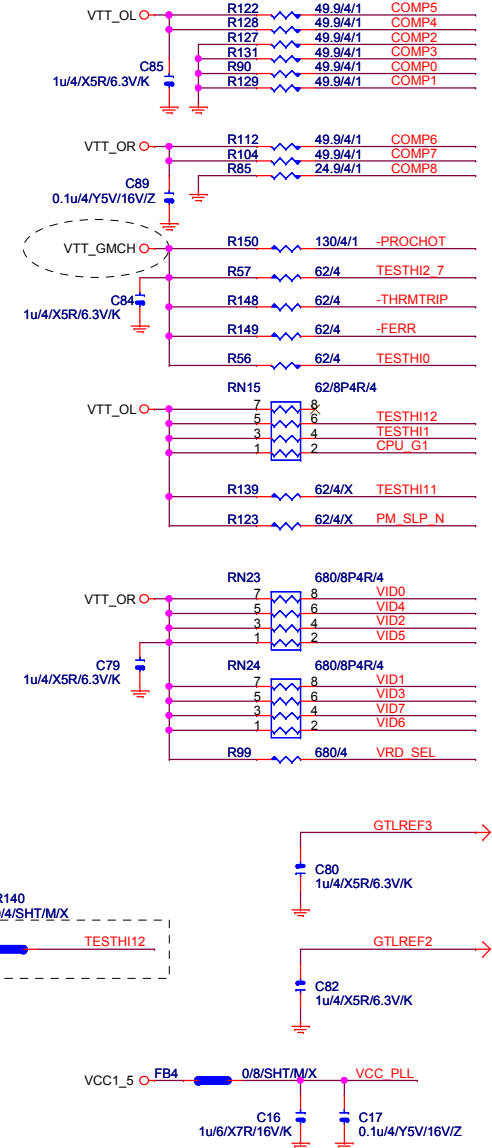 VTT_OL R122 49.9/4/1 COMP5
R128 49.9/4/1 COMP4
R127 49.9/4/1 COMP2
R131 49.9/4/1 COMP3
C85 R90 49.9/4/1 COMP0
1u/4/X5R/6.3V/K R129 49.9/4/1 COMP1
VTT_OR R112 49.9/4/1 COMP6
R104 49.9/4/1 COMP7
C89 R85 24.9/4/1 COMP8
0.1u/4/Y5V/16V/Z
VTT_GMCH R150 130/4/1 -PROCHOT
R57 62/4 TESTHI2_7
C84 R148 62/4 -THRMTRIP
1u/4/X5R/6.3V/K
R149 62/4 -FERR
R56 62/4 TESTHI0
RN15 62/8P4R/4
VTT_OL 7 8
5 6 TESTHI12
3 4 TESTHI1
1 2 CPU_G1
R139 62/4/X TESTHI11
R123 62/4/X PM_SLP_N
RN23 680/8P4R/4
VTT_OR 7 8 VID0
5 6 VID4
3 4 VID2
1 2 VID5
C79 RN24 680/8P4R/4
1u/4/X5R/6.3V/K
7 8 VID1
5 6 VID3
3 4 VID7
1 2 VID6
R99 680/4 VRD_SEL
GTLREF3
C80
1u/4/X5R/6.3V/K
R140
0/4/SHT/M/X
TESTHI12 GTLREF2
C82
1u/4/X5R/6.3V/K
VCC1_5 FB4 0/8/SHT/M/X VCC_PLL
C16 C17
1u/6/X7R/16V/K 0.1u/4/Y5V/16V/Z